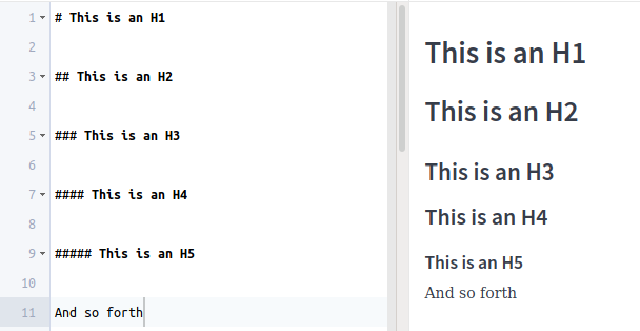 1 # This is an H1
2
3 ## This is an H2
4
5 ### This is an H3
6
7 #### This is an H4
8
9 ##### This is an H5
10
11 And so forth
This is an H1
This is an H2
This is an H3
This is an H4
This is an H5
And so forth